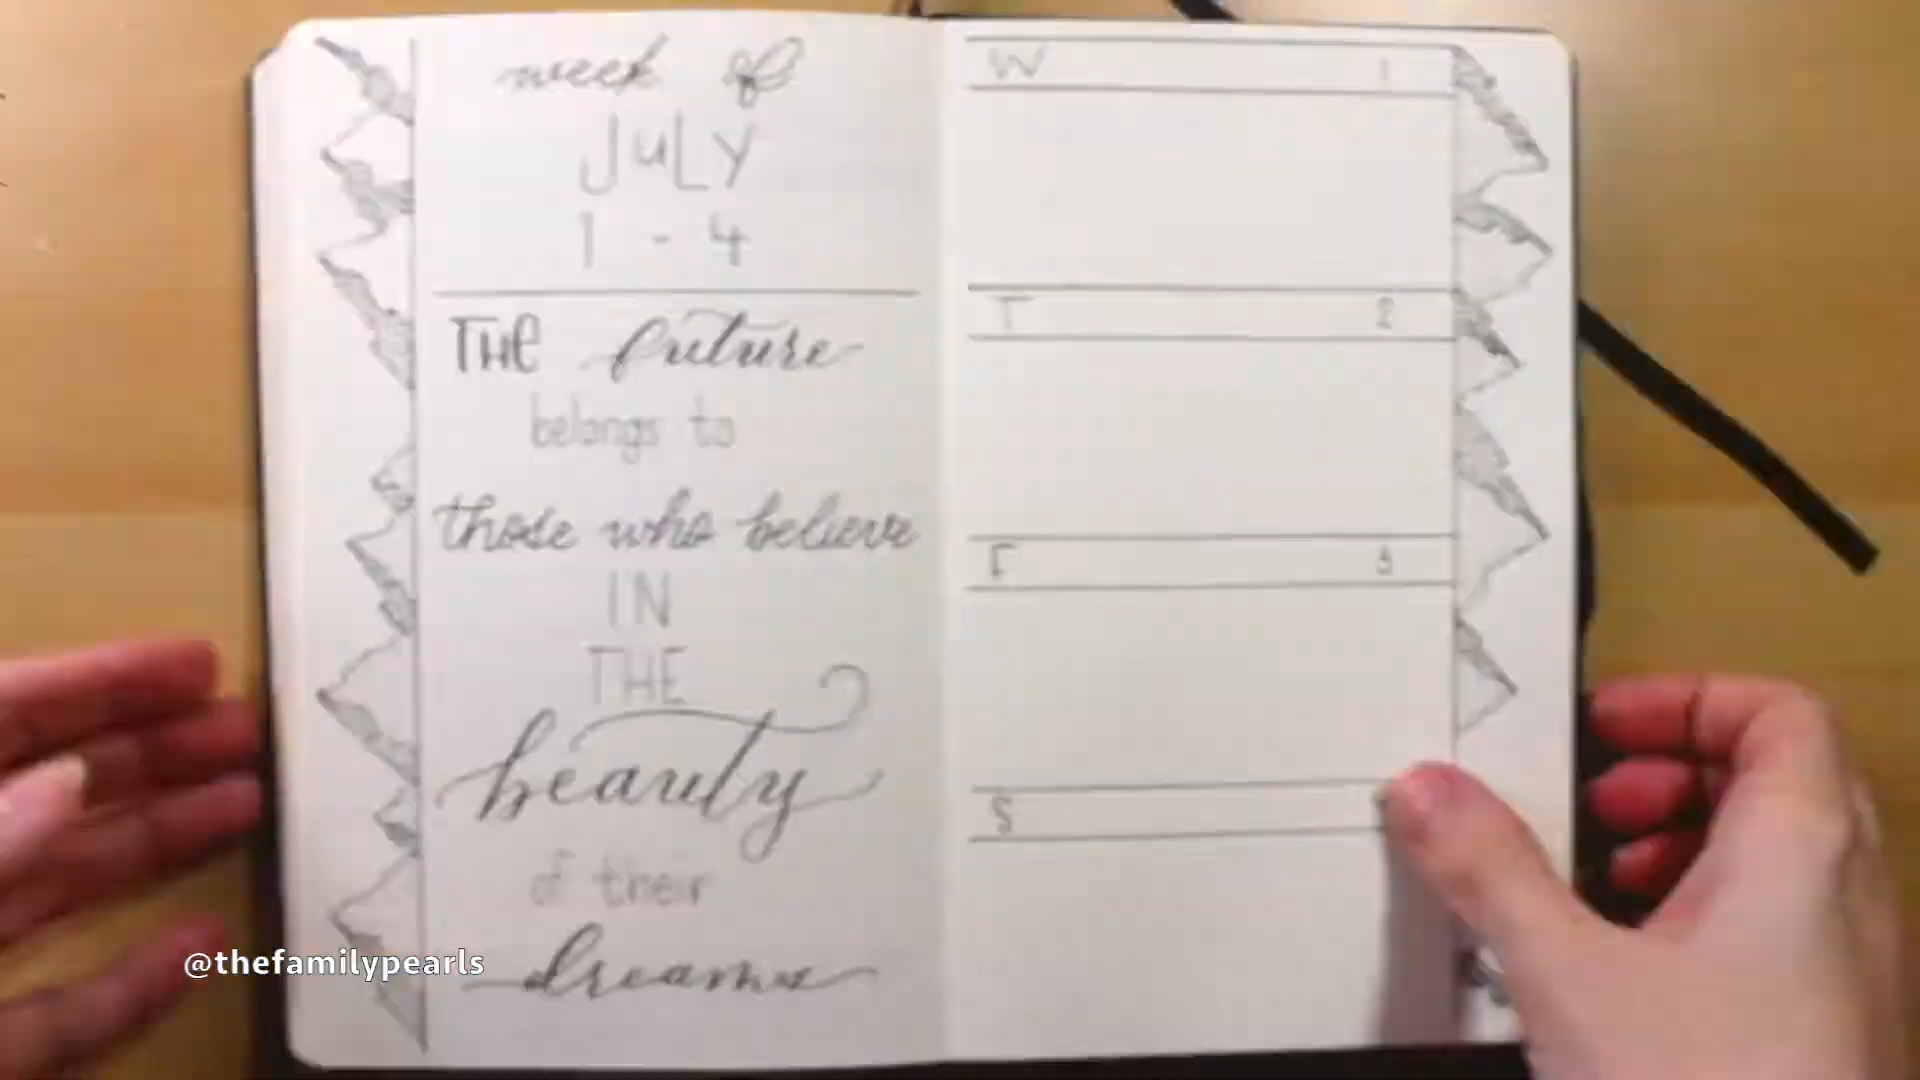 week of
JULY
1 - 4
THE future
belongs to
those who believe
IN
THE
beauty
of their
dreams
W 1
T 2
F 3
S
@thefamilypearls